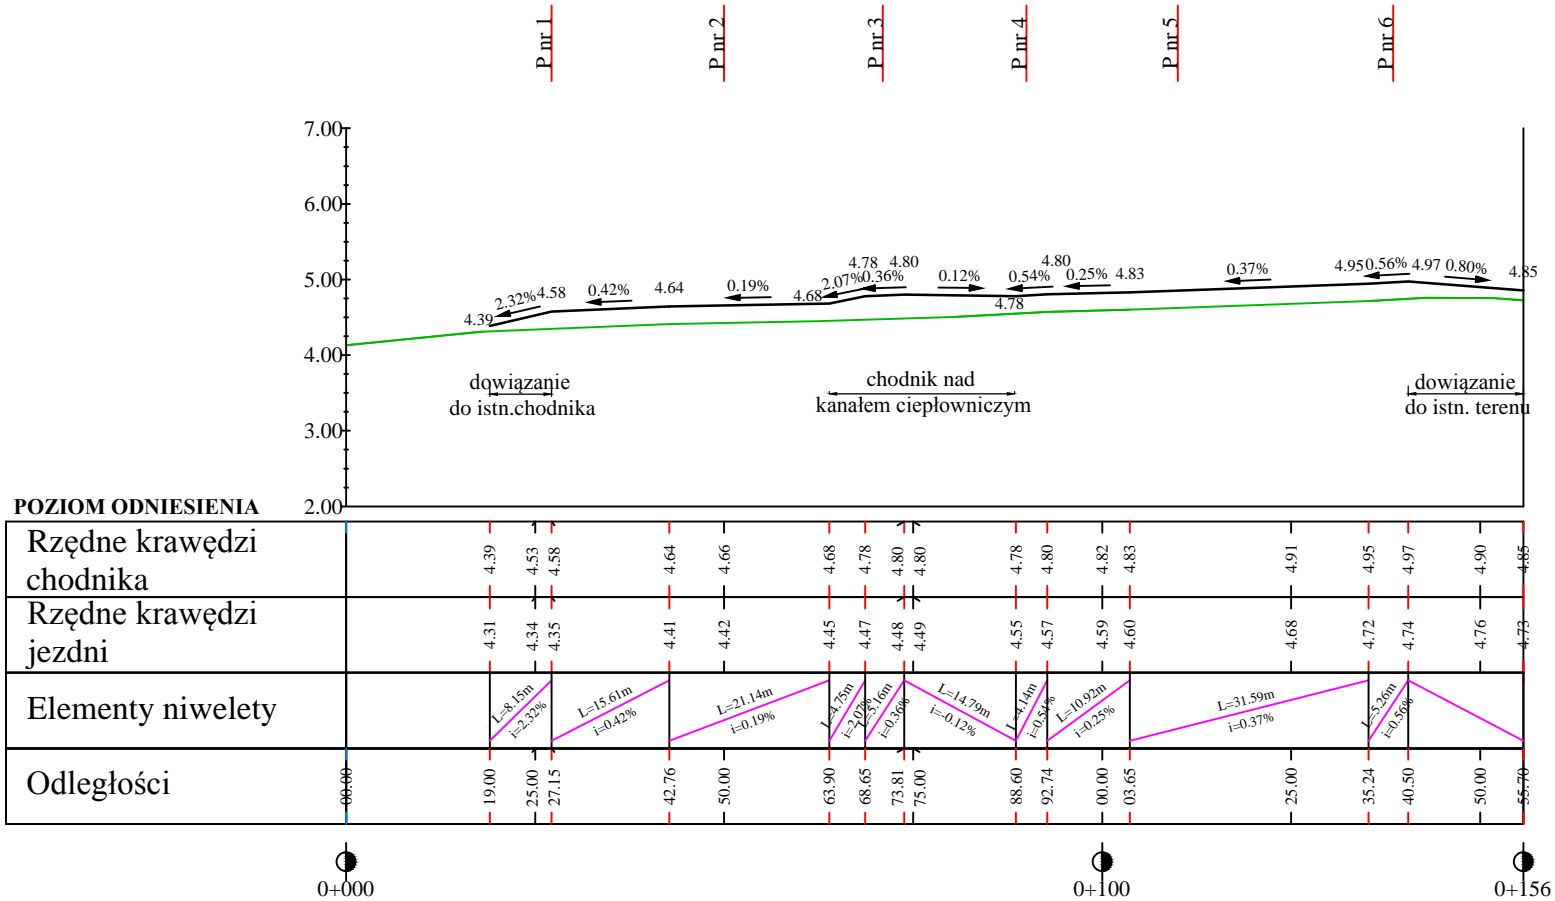 P nr 1
P nr 2
P nr 3
P nr 4
P nr 5
P nr 6
7.00
6.00
5.00
4.00
3.00
2.00
4.39
2.32%
4.58
0.42%
4.64
0.19%
4.68
2.07%
4.78
0.36%
4.80
0.12%
4.78
0.54%
4.80
0.25%
4.83
0.37%
4.95
0.56%
4.97
0.80%
4.85
dowiązanie
do istn.chodnika
chodnik nad
kanałem ciepłowniczym
dowiązanie
do istn. terenu
POZIOM ODNIESIENIA
Rzędne krawędzi
chodnika
4.39
4.53
4.58
4.64
4.66
4.68
4.78
4.80
4.80
4.78
4.80
4.82
4.83
4.91
4.95
4.97
4.90
4.85
Rzędne krawędzi
jezdni
4.31
4.34
4.35
4.41
4.42
4.45
4.47
4.48
4.49
4.55
4.57
4.59
4.60
4.68
4.72
4.74
4.76
4.73
Elementy niwelety
L=8.15m
i=2.32%
L=15.61m
i=0.42%
L=21.14m
i=0.19%
L=4.75m
i=2.07%
L=5.16m
i=0.36%
L=14.79m
i=-0.12%
L=4.14m
i=0.54%
L=10.92m
i=0.25%
L=31.59m
i=0.37%
L=5.26m
i=0.56%
Odległości
00.00
19.00
25.00
27.15
42.76
50.00
63.90
68.65
73.81
75.00
88.60
92.74
00.00
03.65
25.00
35.24
40.50
50.00
55.70
0+000
0+100
0+156